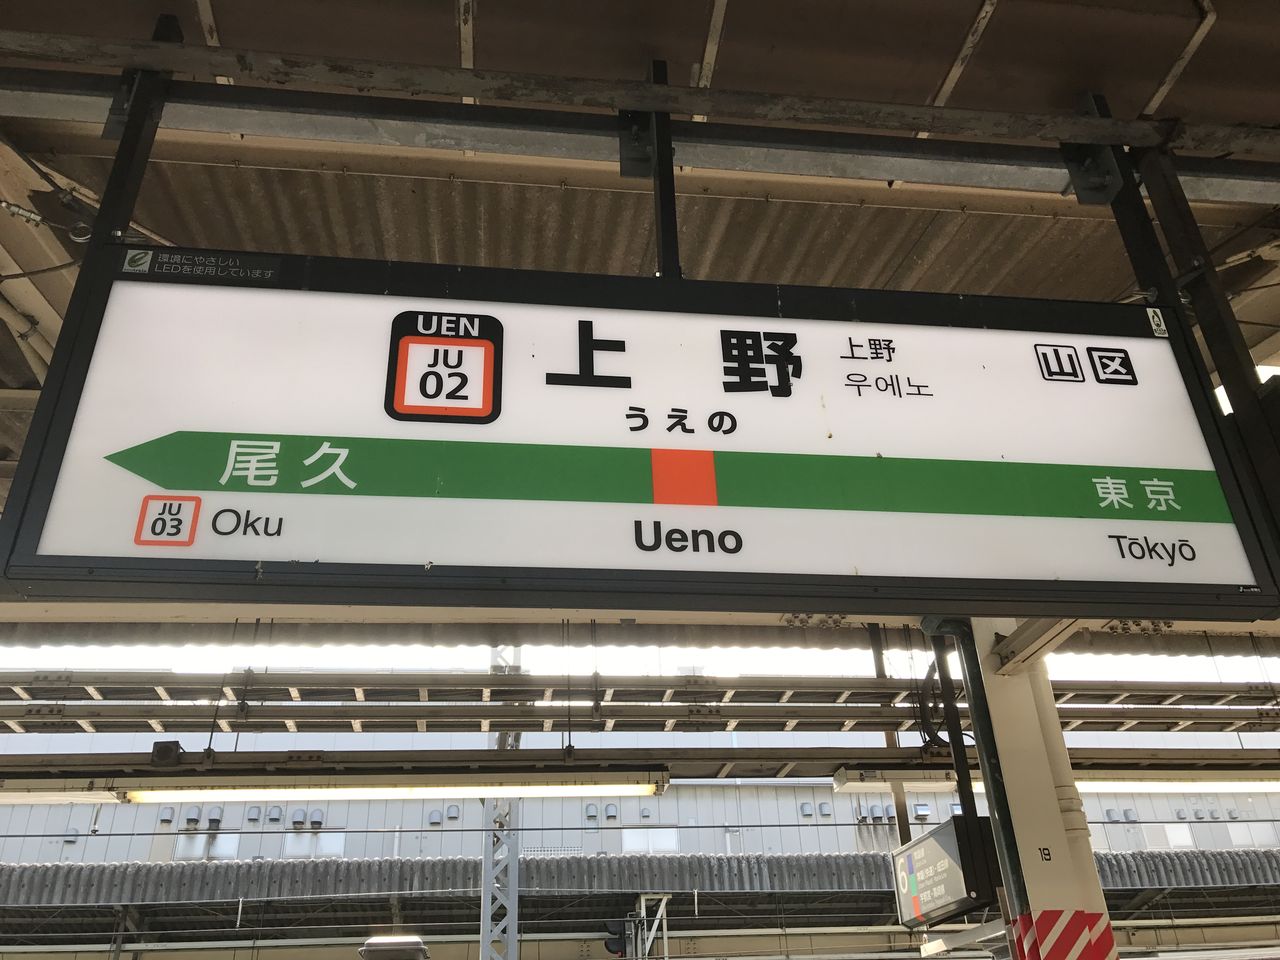 環境にやさしい
LEDを使用しています
UEN
JU
02
上野
うえの
上野
우에노
山 区
尾久
東京
JU
03
Oku
Ueno
Tōkyō
6
19